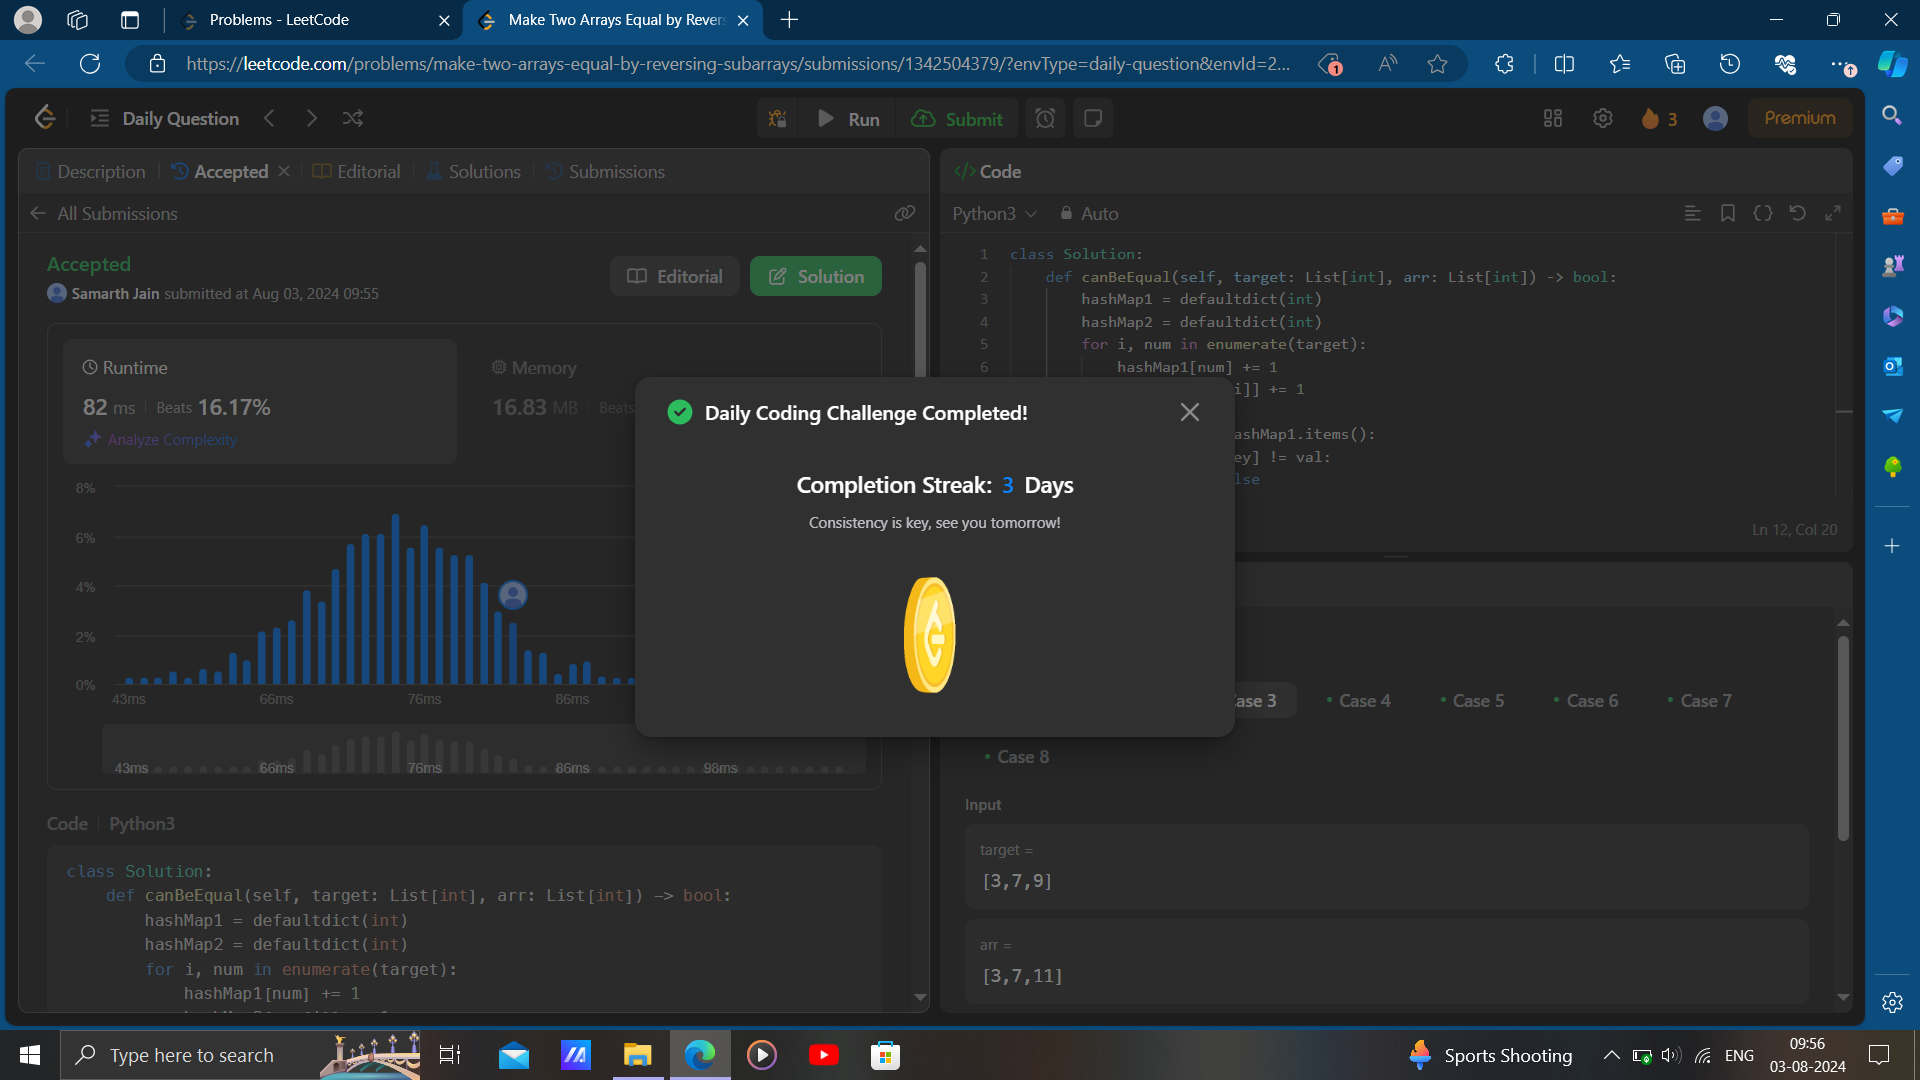 Problems - LeetCode
Make Two Arrays Equal by Revers
https://leetcode.com/problems/make-two-arrays-equal-by-reversing-subarrays/submissions/1342504379/?envType=daily-question&envId=2...
1
Daily Question
Run
Submit
3
Premium
Description
Accepted
Editorial
Solutions
Submissions
All Submissions
Accepted
Samarth Jain submitted at Aug 03, 2024 09:55
Editorial
Solution
Runtime
82 ms
Beats 16.17%
Analyze Complexity
Memory
16.83 MB
Beats
8%
6%
4%
2%
0%
43ms
66ms
76ms
86ms
43ms
66ms
76ms
86ms
98ms
Code
Python3
class Solution:
def canBeEqual(self, target: List[int], arr: List[int]) -> bool:
hashMap1 = defaultdict(int)
hashMap2 = defaultdict(int)
for i, num in enumerate(target):
hashMap1[num] += 1
Daily Coding Challenge Completed!
Completion Streak: 3 Days
Consistency is key, see you tomorrow!
</> Code
Python3
Auto
1 class Solution:
2 def canBeEqual(self, target: List[int], arr: List[int]) -> bool:
3 hashMap1 = defaultdict(int)
4 hashMap2 = defaultdict(int)
5 for i, num in enumerate(target):
6 hashMap1[num] += 1
i]] += 1
ashMap1.items():
ey] != val:
lse
Ln 12, Col 20
Case 3
Case 4
Case 5
Case 6
Case 7
Case 8
Input
target =
[3,7,9]
arr =
[3,7,11]
Type here to search
Sports Shooting
ENG
09:56
03-08-2024